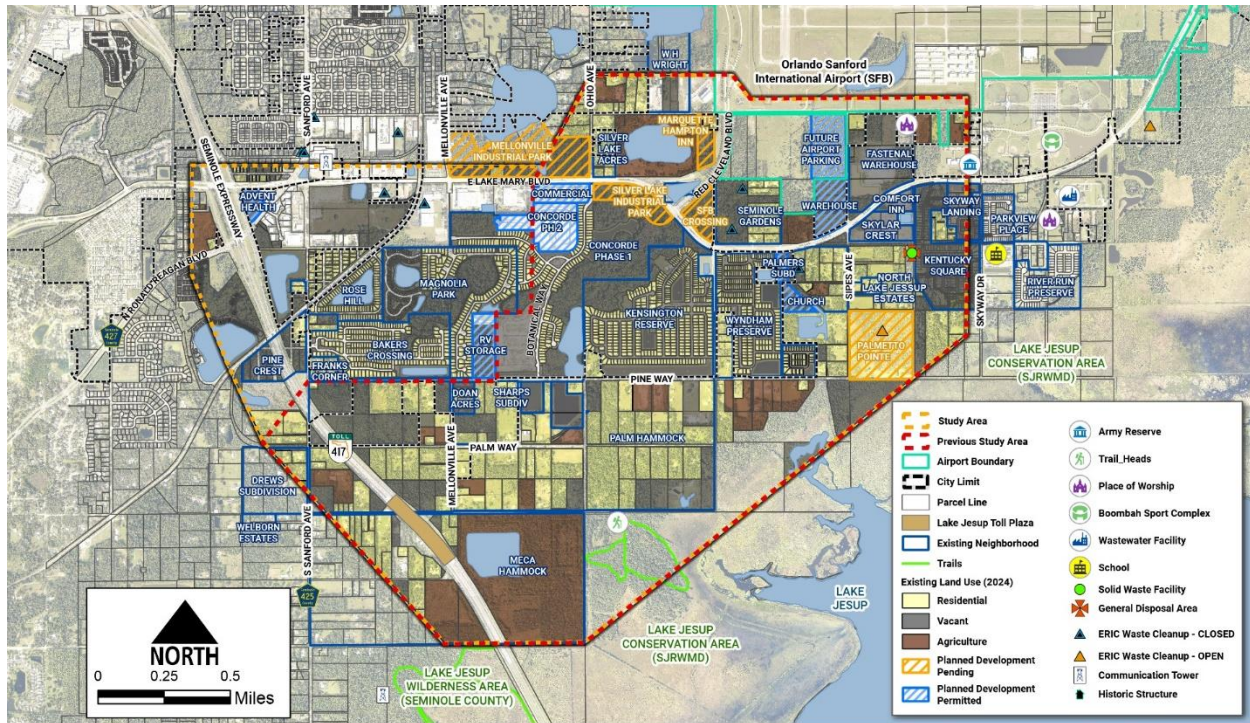 W H
WRIGHT
OHIO AVE
Orlando Sanford
International Airport (SFB)
SANFORD
AVE
MELLONVILLE
AVE
SEMINOLE EXPRESSWAY
MELLONVILLE
INDUSTRIAL PARK
SILVER
LAKE
ACRES
MARQUETTE
HAMPTON
INN
RED CLEVELAND BLVD
FUTURE
AIRPORT
PARKING
FASTENAL
WAREHOUSE
E LAKE MARY BLVD
ADVENT
HEALTH
COMMERCIAL
CONCORDE
PH 2
SILVER LAKE
INDUSTRIAL
PARK
SFB
CROSSING
SEMINOLE
GARDENS
WAREHOUSE
COMFORT
INN
SKYLAR
CREST
SKYWAY
LANDING
PARKVIEW
PLACE
N RONALD REAGAN BLVD
427
ROSE
HILL
MAGNOLIA
PARK
CONCORDE
PHASE 1
BOTANICAL WAY
PALMERS
SUBD
CHURCH
SIPES AVE
NORTH
LAKE JESSUP
ESTATES
KENTUCKY
SQUARE
SKYWAY DR
RIVER RUN
PRESERVE
BAKERS
CROSSING
RV
STORAGE
KENSINGTON
RESERVE
WYNDHAM
PRESERVE
PALMETTO
POINTE
LAKE JESUP
CONSERVATION AREA
(SJRWMD)
PINE
CREST
FRANKS
CORNER
PINE WAY
DOAN
ACRES
SHARPS
SUBDIV
MELLONVILLE AVE
PALM WAY
PALM HAMMOCK
TOLL
417
DREWS
SUBDIVISION
WELBORN
ESTATES
S SANFORD AVE
425
MECA
HAMMOCK
LAKE
JESUP
LAKE JESUP
CONSERVATION AREA
(SJRWMD)
LAKE JESUP
WILDERNESS AREA
(SEMINOLE COUNTY)
NORTH
0 0.25 0.5
Miles
Study Area
Previous Study Area
Airport Boundary
City Limit
Parcel Line
Lake Jesup Toll Plaza
Existing Neighborhood
Trails
Existing Land Use (2024)
Residential
Vacant
Agriculture
Planned Development
Pending
Planned Development
Permitted
Army Reserve
Trail_Heads
Place of Worship
Boombah Sport Complex
Wastewater Facility
School
Solid Waste Facility
General Disposal Area
ERIC Waste Cleanup - CLOSED
ERIC Waste Cleanup - OPEN
Communication Tower
Historic Structure